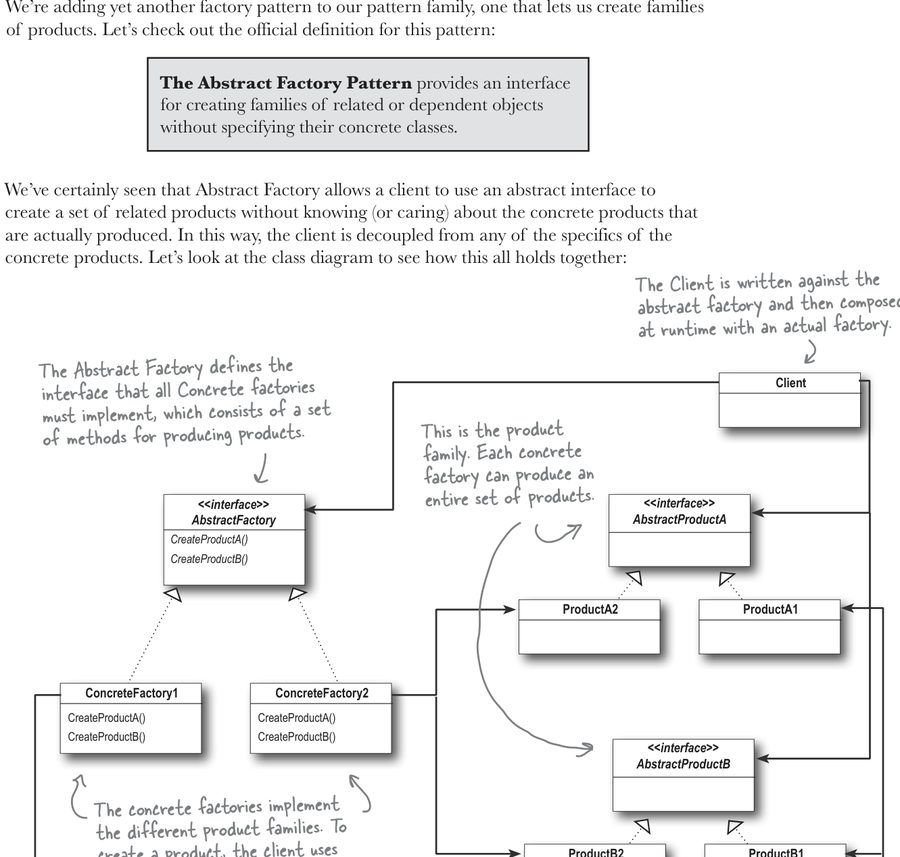 We're adding yet another factory pattern to our pattern family, one that lets us create families
of products. Let's check out the official definition for this pattern:
The Abstract Factory Pattern provides an interface
for creating families of related or dependent objects
without specifying their concrete classes.
We've certainly seen that Abstract Factory allows a client to use an abstract interface to
create a set of related products without knowing (or caring) about the concrete products that
are actually produced. In this way, the client is decoupled from any of the specifics of the
concrete products. Let's look at the class diagram to see how this all holds together:
The Client is written against the
abstract factory and then composed
at runtime with an actual factory.
The Abstract Factory defines the
interface that all Concrete factories
must implement, which consists of a set
of methods for producing products.
Client
This is the product
family. Each concrete
factory can produce an
entire set of products.
<<interface>>
AbstractFactory
CreateProductA()
CreateProductB()
<<interface>>
AbstractProductA
ProductA2
ProductA1
ConcreteFactory1
CreateProductA()
CreateProductB()
ConcreteFactory2
CreateProductA()
CreateProductB()
<<interface>>
AbstractProductB
The concrete factories implement
the different product families. To
create a product, the client uses
ProductB2
ProductB1